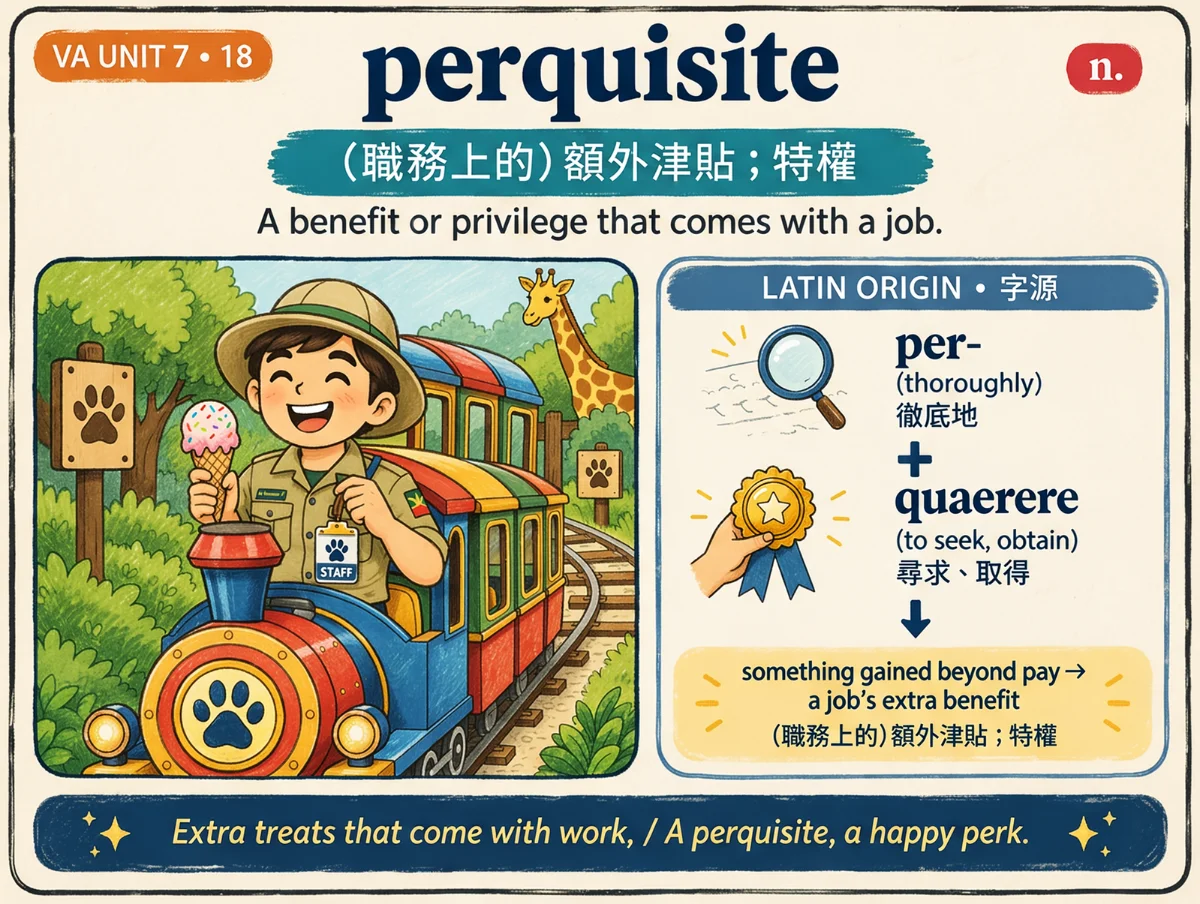 VA UNIT 7 • 18
perquisite
n.
（職務上的）額外津貼；特權
A benefit or privilege that comes with a job.
STAFF
LATIN ORIGIN • 字源
per-
(thoroughly)
徹底地
+
quaerere
(to seek, obtain)
尋求、取得
something gained beyond pay →
a job's extra benefit
（職務上的）額外津貼；特權
Extra treats that come with work, / A perquisite, a happy perk.